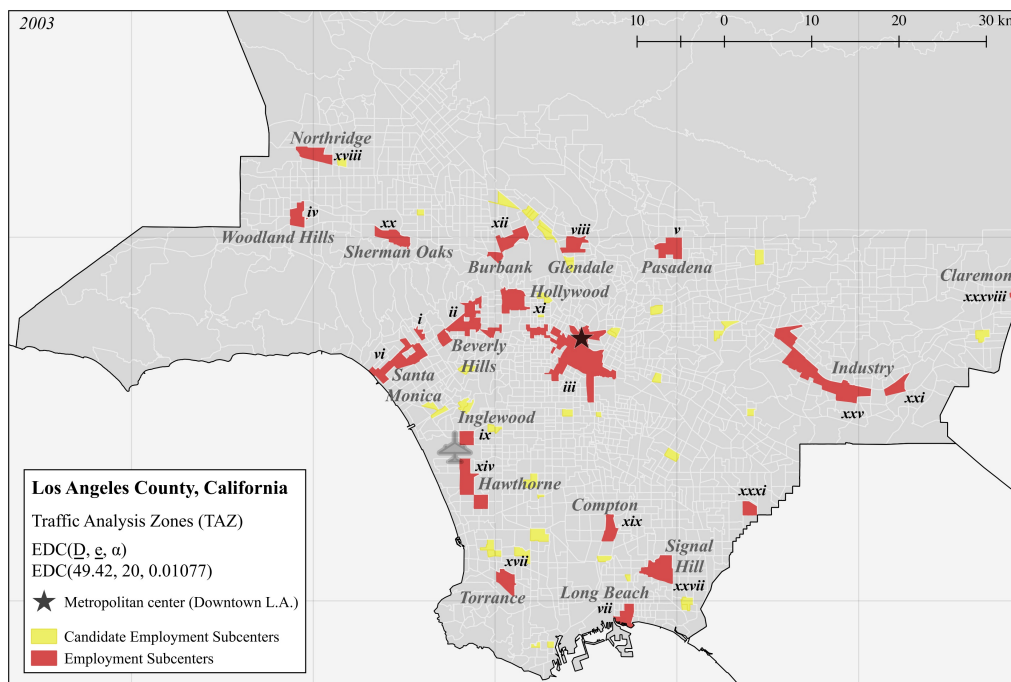 2003
10 0 10 20 30 km
Northridge
xviii
iv
Woodland Hills
xx
Sherman Oaks
xii
Burbank
viii
Glendale
v
Pasadena
Claremon
xxxviii
Hollywood
xi
ii
i
Beverly
Hills
vi
Santa
Monica
iii
Industry
xxi
xxv
Inglewood
ix
xiv
Hawthorne
Compton
xix
xxxi
Signal
Hill
xxvii
xvii
Torrance
Long Beach
vii
Los Angeles County, California
Traffic Analysis Zones (TAZ)
EDC(D, e, α)
EDC(49.42, 20, 0.01077)
Metropolitan center (Downtown L.A.)
Candidate Employment Subcenters
Employment Subcenters